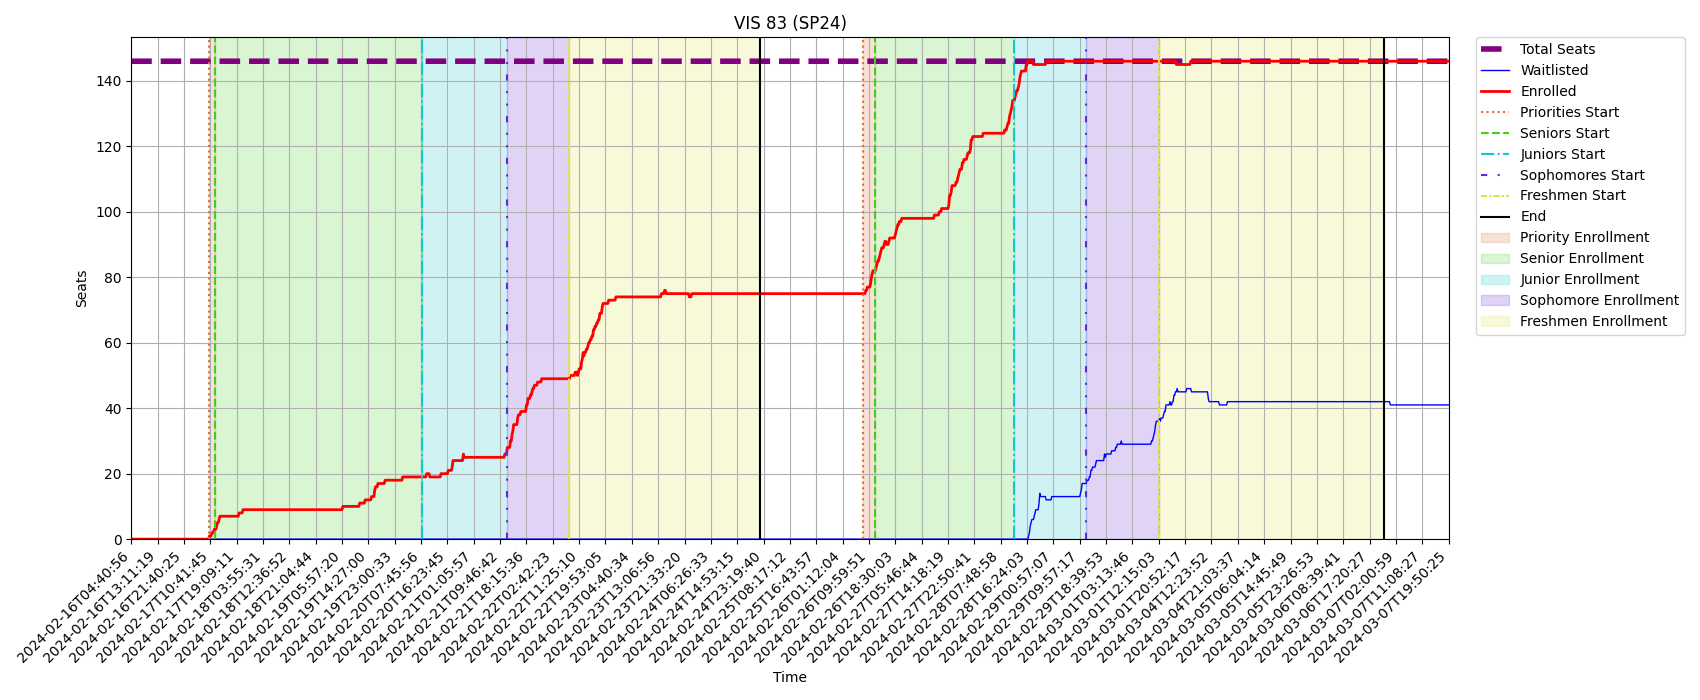 VIS 83 (SP24)
Seats
140
120
100
80
60
40
20
0
2024-02-16T04:40:56
2024-02-16T13:11:19
2024-02-16T21:40:25
2024-02-17T10:41:45
2024-02-17T19:09:11
2024-02-18T03:55:31
2024-02-18T12:36:52
2024-02-18T21:04:44
2024-02-19T05:57:20
2024-02-19T14:27:00
2024-02-19T23:00:33
2024-02-20T07:45:56
2024-02-20T16:23:45
2024-02-21T01:05:57
2024-02-21T09:46:42
2024-02-21T18:15:36
2024-02-22T02:42:23
2024-02-22T11:25:10
2024-02-22T19:53:05
2024-02-23T04:40:34
2024-02-23T13:06:56
2024-02-23T21:33:20
2024-02-24T06:26:33
2024-02-24T14:53:15
2024-02-24T23:19:40
2024-02-25T08:17:12
2024-02-25T16:43:57
2024-02-26T01:12:04
2024-02-26T09:59:51
2024-02-26T18:30:03
2024-02-27T05:46:44
2024-02-27T14:18:19
2024-02-27T22:50:41
2024-02-28T07:48:58
2024-02-28T16:24:03
2024-02-29T00:57:07
2024-02-29T09:57:17
2024-02-29T18:39:53
2024-03-01T03:13:46
2024-03-01T12:15:03
2024-03-01T20:52:17
2024-03-04T12:23:52
2024-03-04T21:03:37
2024-03-05T06:04:14
2024-03-05T14:45:49
2024-03-05T23:26:53
2024-03-06T08:39:41
2024-03-06T17:20:27
2024-03-07T02:00:59
2024-03-07T11:08:27
2024-03-07T19:50:25
Time
Total Seats
Waitlisted
Enrolled
Priorities Start
Seniors Start
Juniors Start
Sophomores Start
Freshmen Start
End
Priority Enrollment
Senior Enrollment
Junior Enrollment
Sophomore Enrollment
Freshmen Enrollment